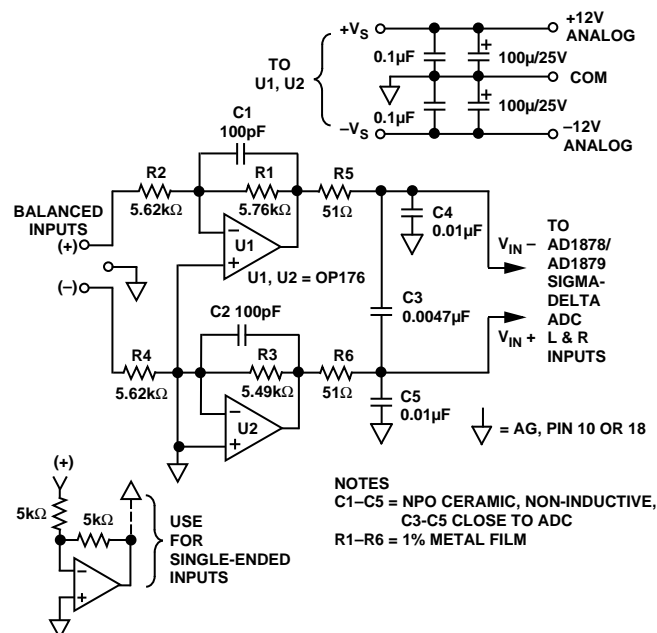 +VS
+12V
ANALOG
0.1µF
+
100µ/25V
TO
U1, U2
COM
0.1µF
+
100µ/25V
–VS
–12V
ANALOG
C1
100pF
R2
5.62kΩ
R1
5.76kΩ
R5
51Ω
BALANCED
INPUTS
(+)
(–)
–
+
U1
U1, U2 = OP176
C4
0.01µF
VIN –
TO
AD1878/
AD1879
SIGMA-
DELTA
ADC
L & R
INPUTS
VIN +
C3
0.0047µF
C2 100pF
R4
5.62kΩ
R3
5.49kΩ
R6
51Ω
–
+
U2
C5
0.01µF
= AG, PIN 10 OR 18
(+)
5kΩ
5kΩ
–
+
USE
FOR
SINGLE-ENDED
INPUTS
NOTES
C1–C5 = NPO CERAMIC, NON-INDUCTIVE,
C3-C5 CLOSE TO ADC
R1–R6 = 1% METAL FILM